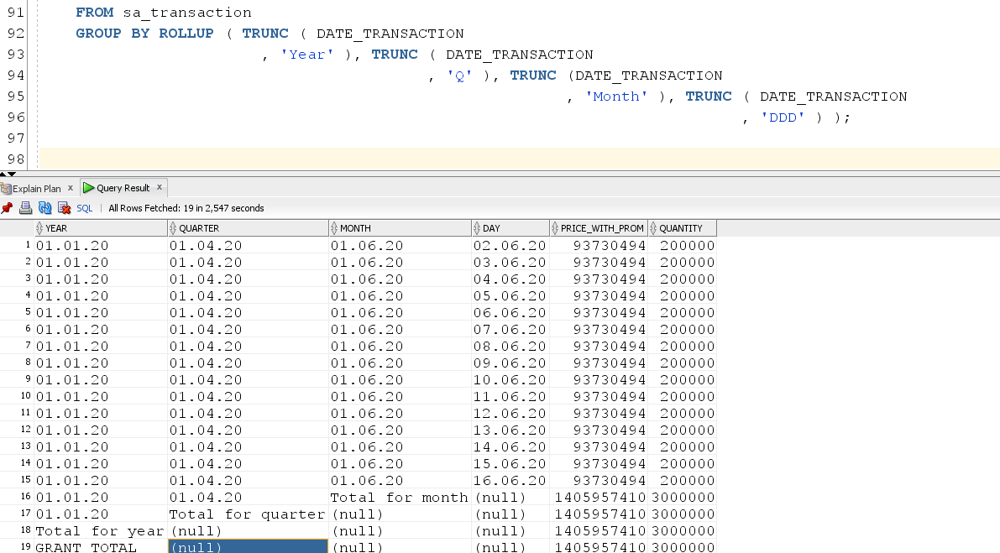 91 FROM sa_transaction
92 GROUP BY ROLLUP ( TRUNC ( DATE_TRANSACTION
93 , 'Year' ), TRUNC ( DATE_TRANSACTION
94 , 'Q' ), TRUNC (DATE_TRANSACTION
95 , 'Month' ), TRUNC ( DATE_TRANSACTION
96 , 'DDD' ) );
97
98
Explain Plan x Query Result x
SQL | All Rows Fetched: 19 in 2,547 seconds
YEAR QUARTER MONTH DAY PRICE_WITH_PROM QUANTITY
1 01.01.20 01.04.20 01.06.20 02.06.20 93730494 200000
2 01.01.20 01.04.20 01.06.20 03.06.20 93730494 200000
3 01.01.20 01.04.20 01.06.20 04.06.20 93730494 200000
4 01.01.20 01.04.20 01.06.20 05.06.20 93730494 200000
5 01.01.20 01.04.20 01.06.20 06.06.20 93730494 200000
6 01.01.20 01.04.20 01.06.20 07.06.20 93730494 200000
7 01.01.20 01.04.20 01.06.20 08.06.20 93730494 200000
8 01.01.20 01.04.20 01.06.20 09.06.20 93730494 200000
9 01.01.20 01.04.20 01.06.20 10.06.20 93730494 200000
10 01.01.20 01.04.20 01.06.20 11.06.20 93730494 200000
11 01.01.20 01.04.20 01.06.20 12.06.20 93730494 200000
12 01.01.20 01.04.20 01.06.20 13.06.20 93730494 200000
13 01.01.20 01.04.20 01.06.20 14.06.20 93730494 200000
14 01.01.20 01.04.20 01.06.20 15.06.20 93730494 200000
15 01.01.20 01.04.20 01.06.20 16.06.20 93730494 200000
16 01.01.20 01.04.20 Total for month (null) 1405957410 3000000
17 01.01.20 Total for quarter (null) (null) 1405957410 3000000
18 Total for year (null) (null) (null) 1405957410 3000000
19 GRANT TOTAL (null) (null) (null) 1405957410 3000000